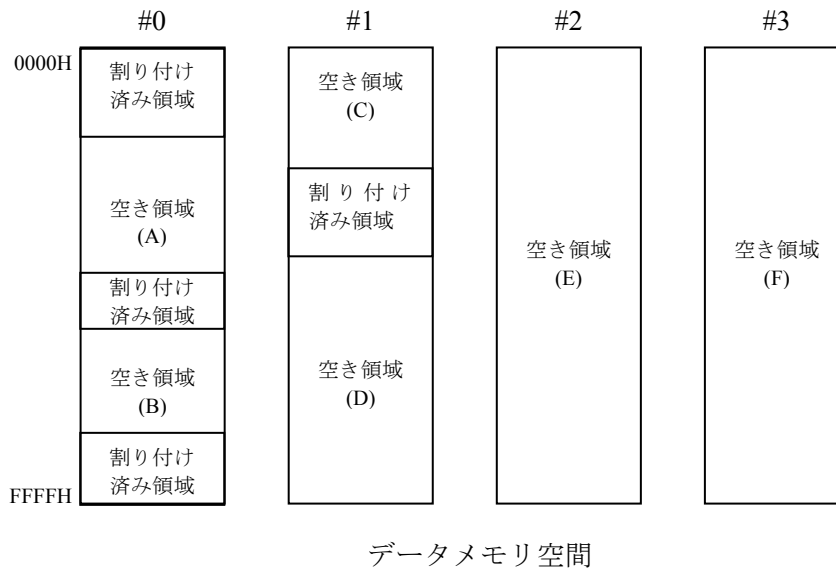 #0
#1
#2
#3
0000H
FFFFH
割り付け
済み領域
空き領域
(A)
割り付け
済み領域
空き領域
(B)
割り付け
済み領域
空き領域
(C)
割り付け
済み領域
空き領域
(D)
空き領域
(E)
空き領域
(F)
データメモリ空間